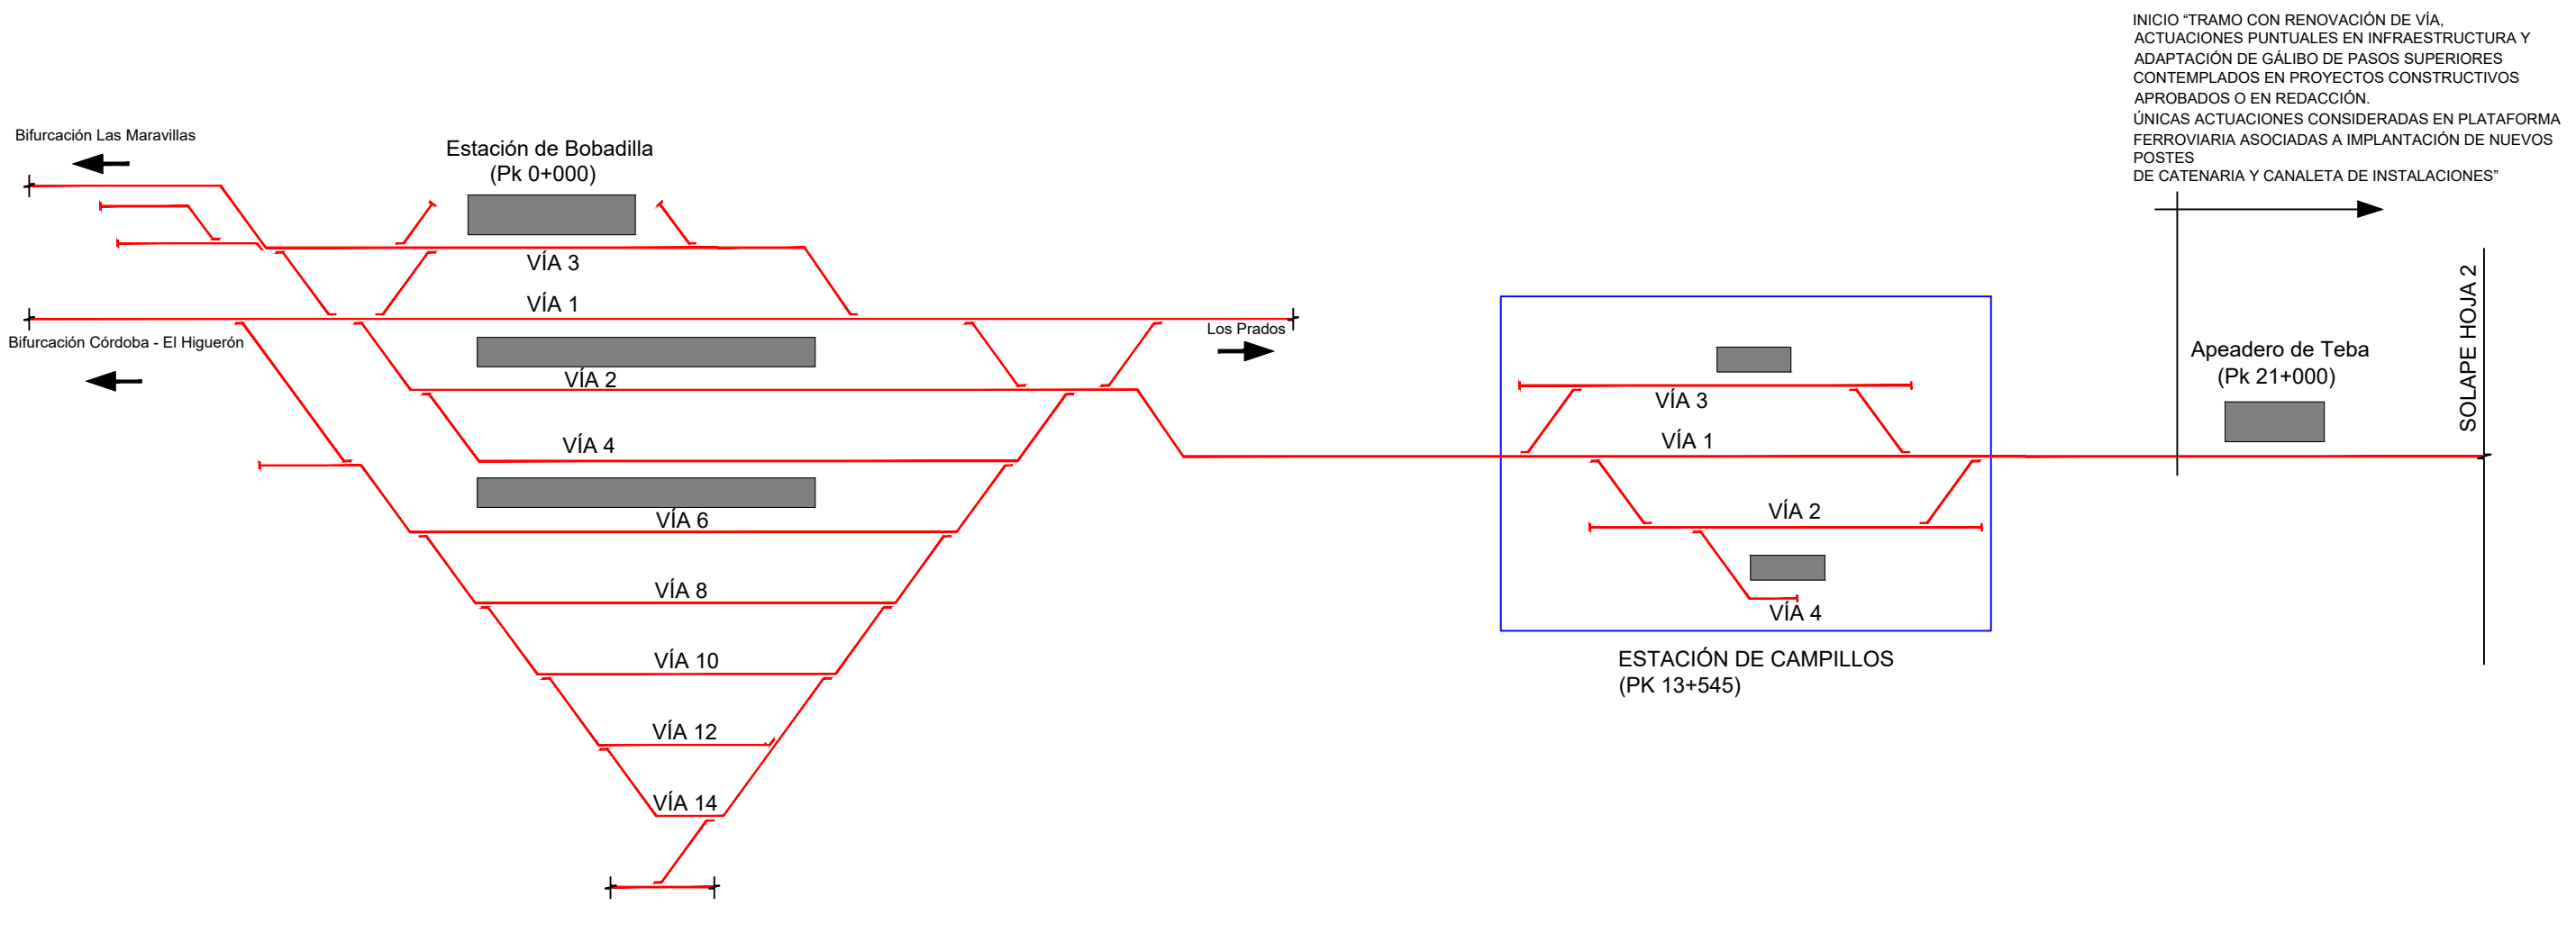 INICIO “TRAMO CON RENOVACIÓN DE VÍA,
ACTUACIONES PUNTUALES EN INFRAESTRUCTURA Y
ADAPTACIÓN DE GÁLIBO DE PASOS SUPERIORES
CONTEMPLADOS EN PROYECTOS CONSTRUCTIVOS
APROBADOS O EN REDACCIÓN.
ÚNICAS ACTUACIONES CONSIDERADAS EN PLATAFORMA
FERROVIARIA ASOCIADAS A IMPLANTACIÓN DE NUEVOS
POSTES
DE CATENARIA Y CANALETA DE INSTALACIONES”
Bifurcación Las Maravillas
Estación de Bobadilla
(Pk 0+000)
VÍA 3
VÍA 1
Los Prados
Bifurcación Córdoba - El Higuerón
VÍA 2
VÍA 4
VÍA 6
VÍA 8
VÍA 10
VÍA 12
VÍA 14
VÍA 3
VÍA 1
VÍA 2
VÍA 4
ESTACIÓN DE CAMPILLOS
(PK 13+545)
Apeadero de Teba
(Pk 21+000)
SOLAPE HOJA 2